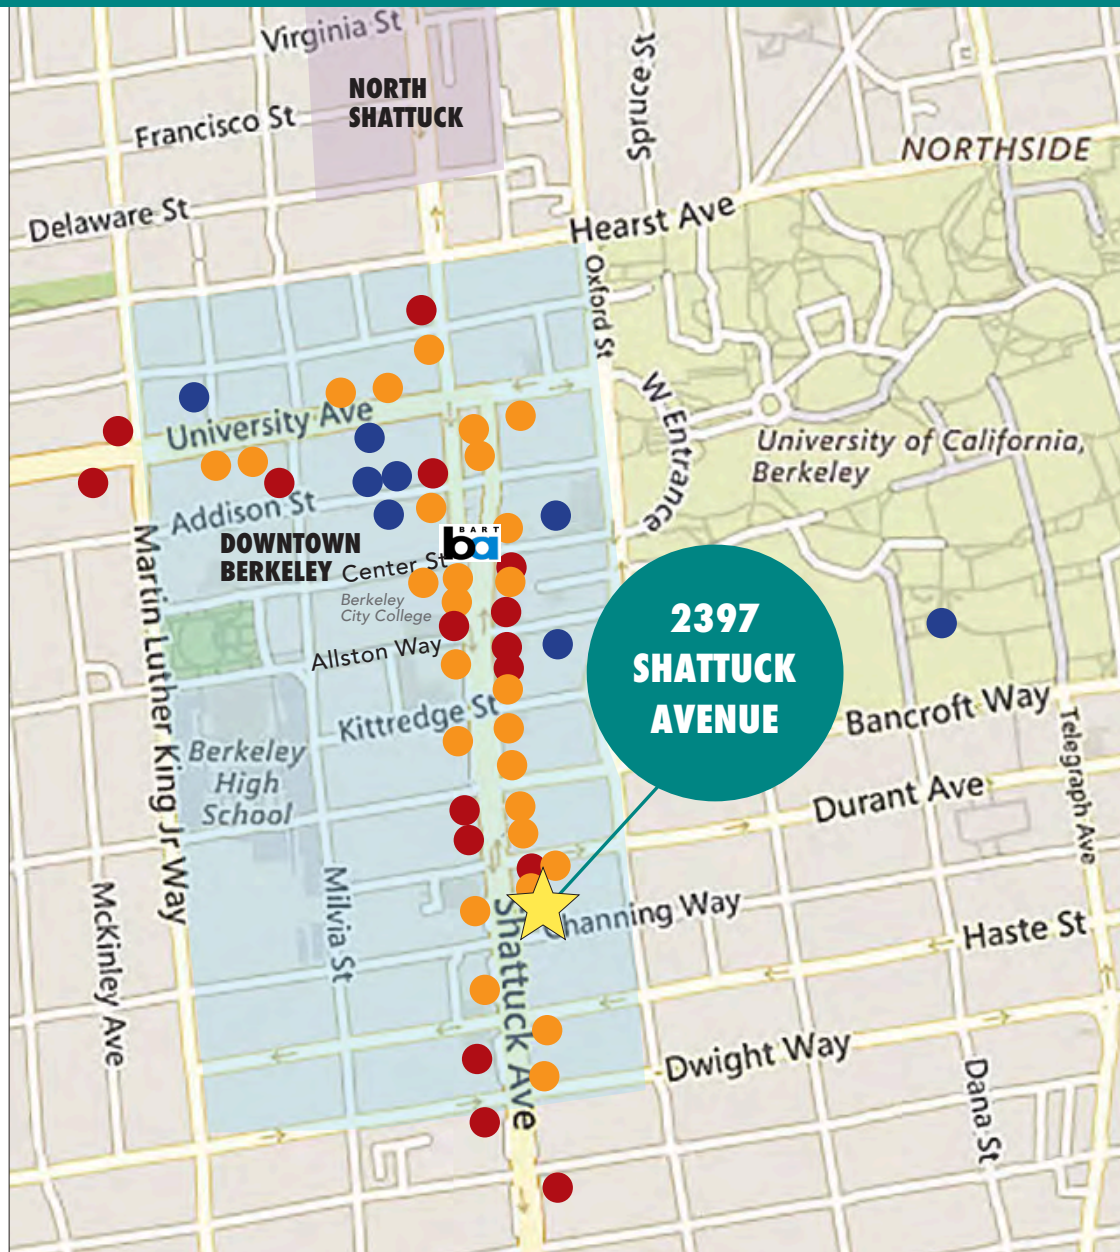 Virginia St
NORTH
SHATTUCK
Spruce St
Francisco St
NORTHSIDE
Delaware St
Hearst Ave
Oxford St
University Ave
W Entrance
University of California,
Berkeley
Addison St
BART
ba
DOWNTOWN
BERKELEY
Center St
Berkeley
City College
Martin Luther King Jr Way
Allston Way
2397
SHATTUCK
AVENUE
Kittredge St
Bancroft Way
Telegraph Ave
Berkeley
High
School
Durant Ave
McKinley Ave
Milvia St
Shattuck Ave
Channing Way
Haste St
Dwight Way
Dana St